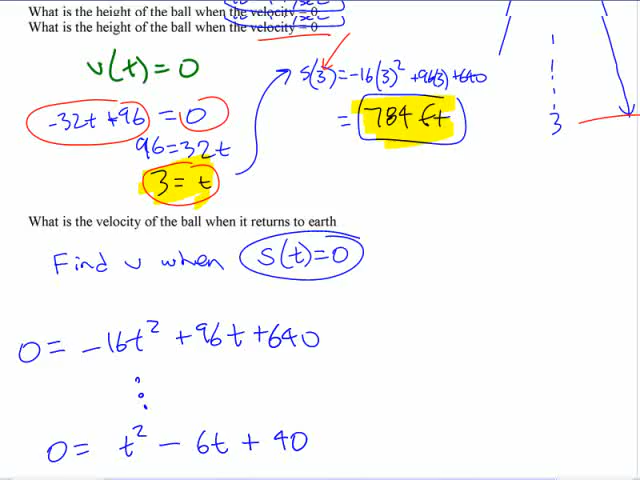 What is the height of the ball when the velocity = 0
What is the height of the ball when the velocity = 0
v(t) = 0
s(3) = -16(3)² + 96(3) + 640
-32t + 96 = 0
= 784 ft
3
96 = 32t
3 = t
What is the velocity of the ball when it returns to earth
Find v when s(t) = 0
0 = -16t² + 96t + 640
0 = t² - 6t + 40